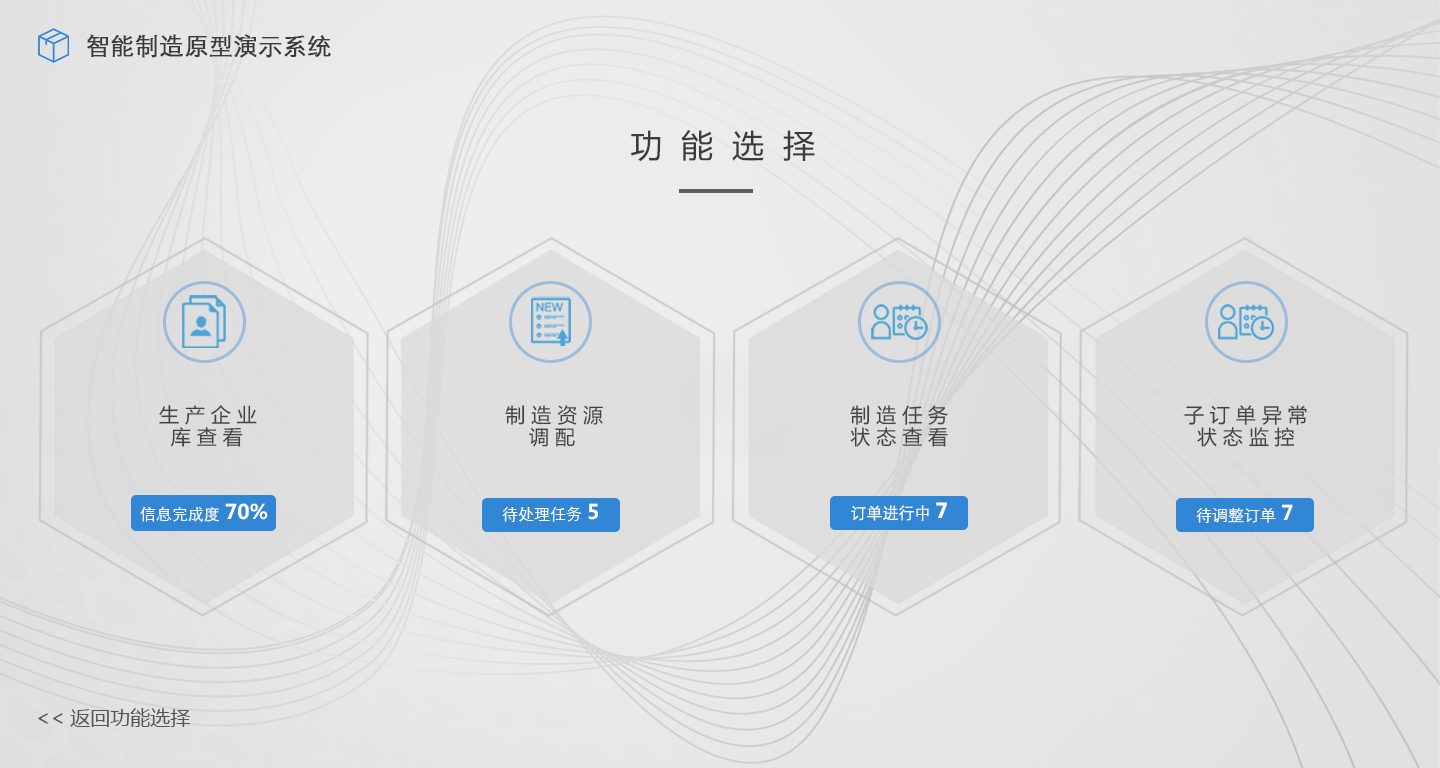 智能制造原型演示系统
功能选择
NEW
生产企业
库查看
信息完成度 70%
制造资源
调配
待处理任务 5
制造任务
状态查看
订单进行中 7
子订单异常
状态监控
待调整订单 7
<< 返回功能选择